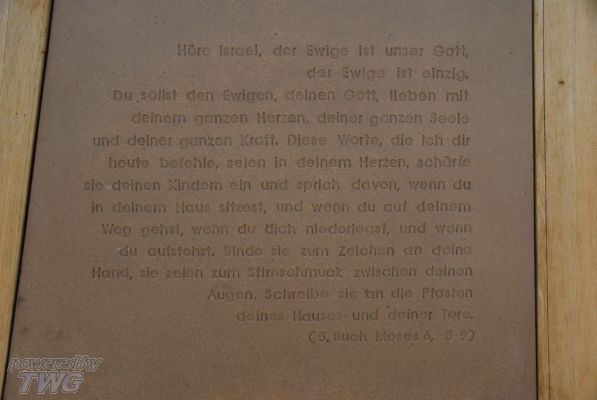 Höre Israel, der Ewige ist unser Gott,
der Ewige ist einzig.
Du sollst den Ewigen, deinen Gott, lieben mit
deinem ganzen Herzen, deiner ganzen Seele
und deiner ganzen Kraft. Diese Worte, die ich dir
heute befehle, seien in deinem Herzen, schärfe
sie deinen Kindern ein und sprich davon, wenn du
in deinem Haus sitzest, und wenn du auf deinem
Weg gehst, wenn du dich niederlegst, und wenn
du aufstehst. Binde sie zum Zeichen an deine
Hand, sie seien zum Stirnschmuck zwischen deinen
Augen. Schreibe sie an die Pfosten
deines Hauses und deiner Tore.
(5. Buch Moses 6, 5-9)
powered by
TWG